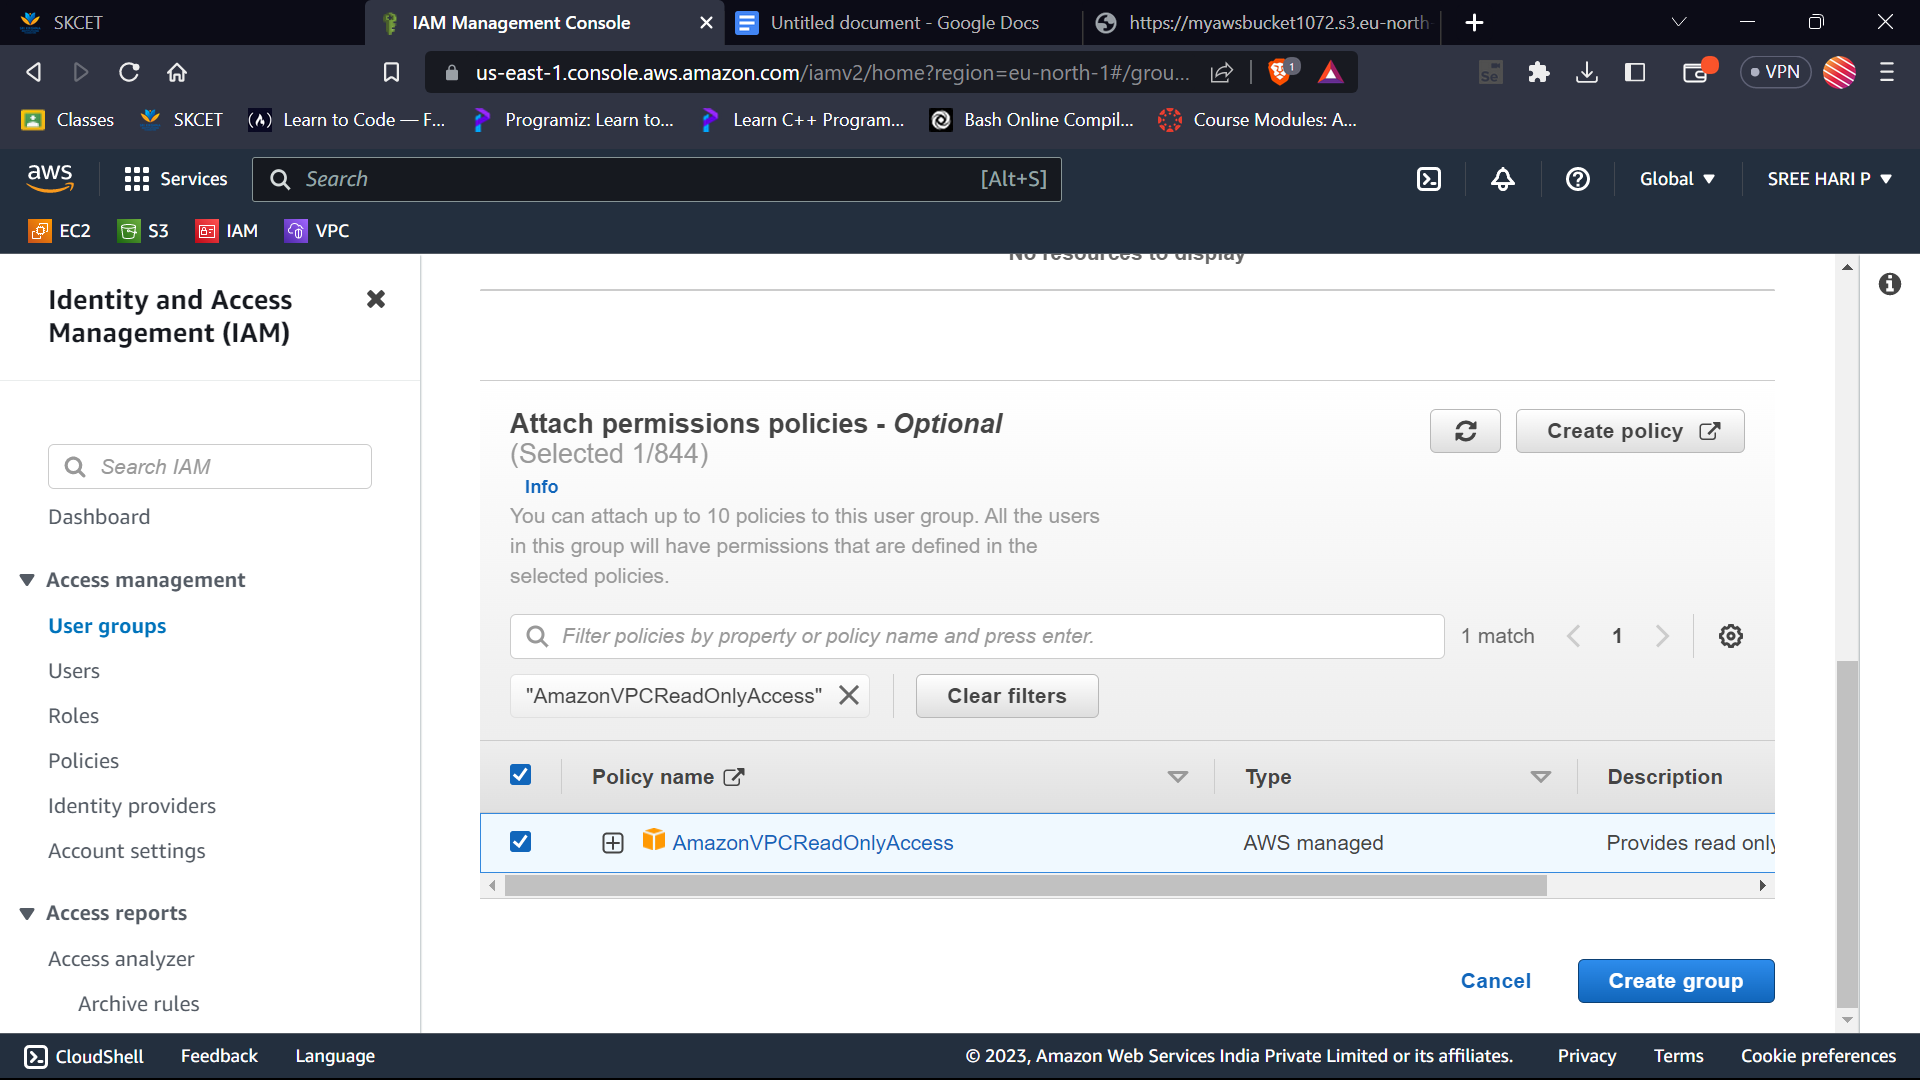 SKCET
IAM Management Console
Untitled document - Google Docs
https://myawsbucket1072.s3.eu-north-
us-east-1.console.aws.amazon.com/iamv2/home?region=eu-north-1#/grou...
1
Se
VPN
Classes
SKCET
Learn to Code — F...
Programiz: Learn to...
Learn C++ Program...
Bash Online Compil...
Course Modules: A...
aws
Services
Search
[Alt+S]
Global
SREE HARI P
EC2
S3
IAM
VPC
Identity and Access
Management (IAM)
Search IAM
Dashboard
Access management
User groups
Users
Roles
Policies
Identity providers
Account settings
Access reports
Access analyzer
Archive rules
No resources to display
Attach permissions policies - Optional
(Selected 1/844)
Info
Create policy
You can attach up to 10 policies to this user group. All the users
in this group will have permissions that are defined in the
selected policies.
Filter policies by property or policy name and press enter.
1 match
1
"AmazonVPCReadOnlyAccess"
Clear filters
Policy name
Type
Description
AmazonVPCReadOnlyAccess
AWS managed
Provides read only
Cancel
Create group
CloudShell
Feedback
Language
© 2023, Amazon Web Services India Private Limited or its affiliates.
Privacy
Terms
Cookie preferences